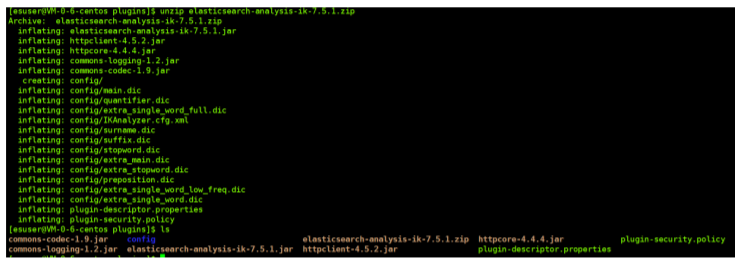 [esuser@VM-0-6-centos plugins]$ unzip elasticsearch-analysis-ik-7.5.1.zip
Archive:  elasticsearch-analysis-ik-7.5.1.zip
  inflating: elasticsearch-analysis-ik-7.5.1.jar
  inflating: httpclient-4.5.2.jar
  inflating: httpcore-4.4.4.jar
  inflating: commons-logging-1.2.jar
  inflating: commons-codec-1.9.jar
   creating: config/
  inflating: config/main.dic
  inflating: config/quantifier.dic
  inflating: config/extra_single_word_full.dic
  inflating: config/IKAnalyzer.cfg.xml
  inflating: config/surname.dic
  inflating: config/suffix.dic
  inflating: config/stopword.dic
  inflating: config/extra_main.dic
  inflating: config/extra_stopword.dic
  inflating: config/preposition.dic
  inflating: config/extra_single_word_low_freq.dic
  inflating: config/extra_single_word.dic
  inflating: plugin-descriptor.properties
  inflating: plugin-security.policy
[esuser@VM-0-6-centos plugins]$ ls
commons-codec-1.9.jar config elasticsearch-analysis-ik-7.5.1.zip httpcore-4.4.4.jar plugin-security.policy
commons-logging-1.2.jar elasticsearch-analysis-ik-7.5.1.jar httpclient-4.5.2.jar plugin-descriptor.properties